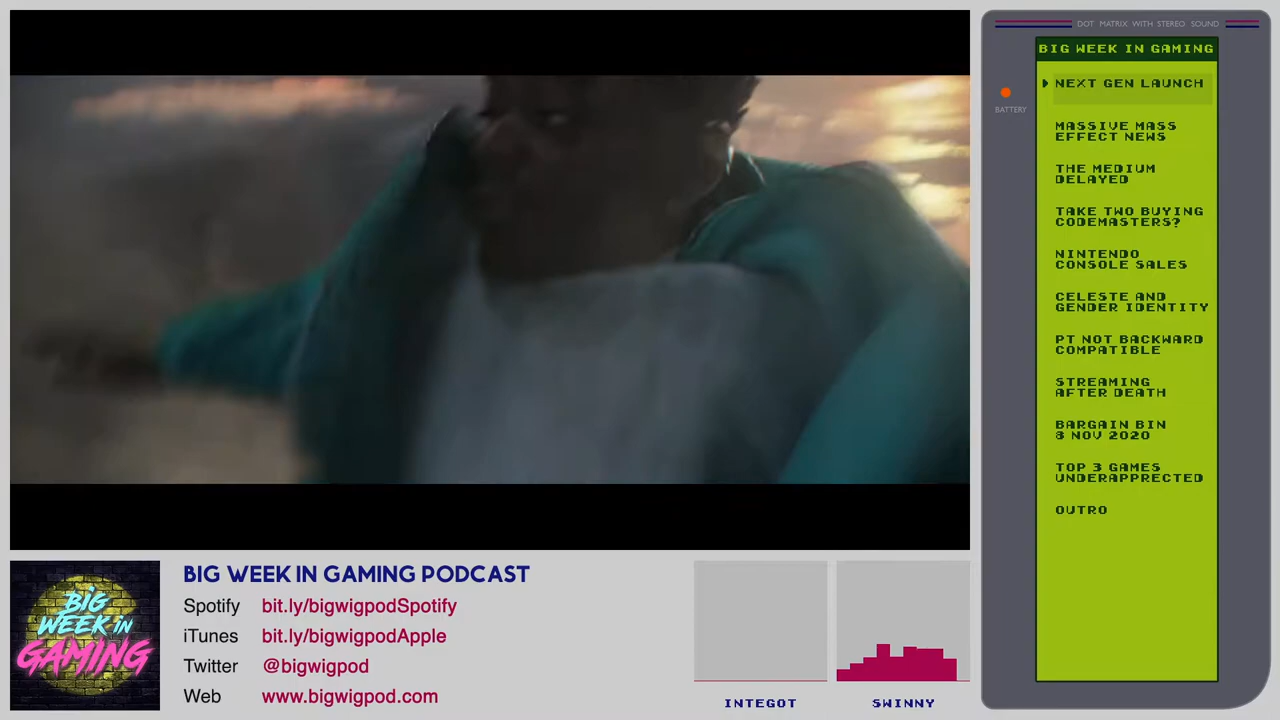 DOT MATRIX WITH STEREO SOUND
BIG WEEK IN GAMING
BATTERY
NEXT GEN LAUNCH
MASSIVE MASS
EFFECT NEWS
THE MEDIUM
DELAYED
TAKE TWO BUYING
CODEMASTERS?
NINTENDO
CONSOLE SALES
CELESTE AND
GENDER IDENTITY
PT NOT BACKWARD
COMPATIBLE
STREAMING
AFTER DEATH
BARGAIN BIN
8 NOV 2020
TOP 3 GAMES
UNDERAPPRECTED
OUTRO
BIG
WEEK IN
GAMING
BIG WEEK IN GAMING PODCAST
Spotify bit.ly/bigwigpodSpotify
iTunes bit.ly/bigwigpodApple
Twitter @bigwigpod
Web www.bigwigpod.com
INTEGOT
SWINNY